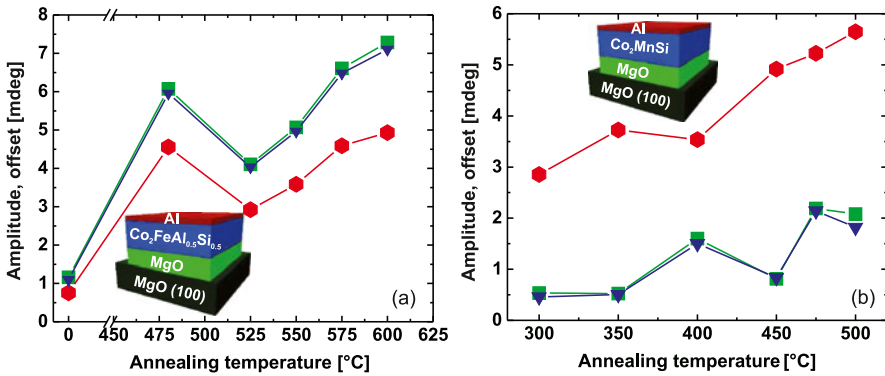 Amplitude, offset [mdeg]
8
7
6
5
4
3
2
1
0
0 450 475 500 525 550 575 600 625
Annealing temperature [°C]
Al
Co₂FeAl₀.₅Si₀.₅
MgO
MgO (100)
(a)
Amplitude, offset [mdeg]
6
5
4
3
2
1
0
300 350 400 450 500
Annealing temperature [°C]
Al
Co₂MnSi
MgO
MgO (100)
(b)